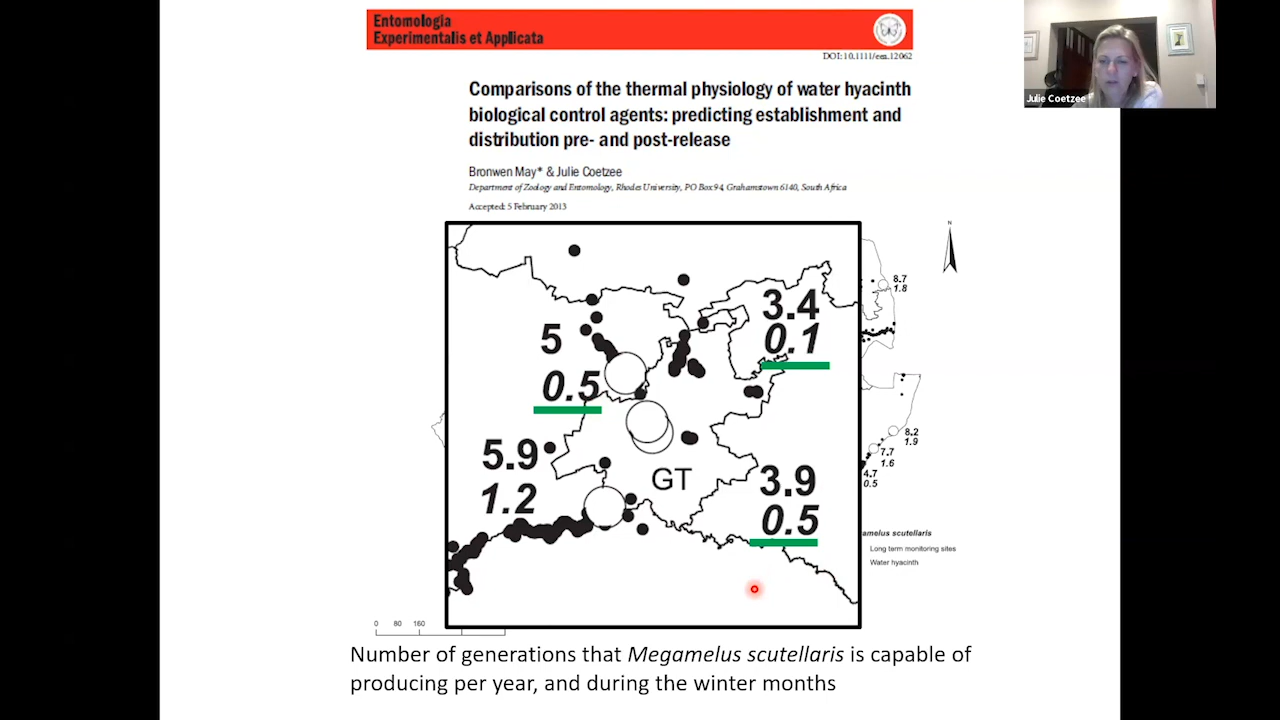 Entomologia
Experimentalis et Applicata
DOI: 10.1111/eea.12062
Comparisons of the thermal physiology of water hyacinth
biological control agents: predicting establishment and
distribution pre- and post-release
Bronwen May* & Julie Coetzee
Department of Zoology and Entomology, Rhodes University, PO Box 94, Grahamstown 6140, South Africa
Accepted: 5 February 2013
Julie Coetzee
N
8.7
1.8
3.4
0.1
5
0.5
5.9
1.2
GT
3.9
0.5
8.2
1.9
7.7
1.6
4.7
0.5
amelus scutellaris
Long term monitoring sites
Water hyacinth
0 80 160
Number of generations that Megamelus scutellaris is capable of
producing per year, and during the winter months